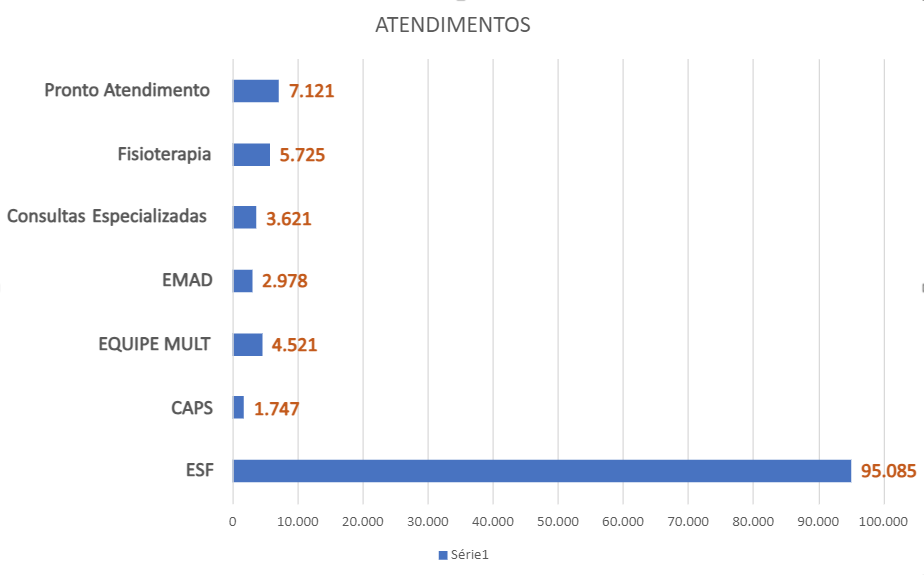 ATENDIMENTOS
Pronto Atendimento 7.121
Fisioterapia 5.725
Consultas Especializadas 3.621
EMAD 2.978
EQUIPE MULT 4.521
CAPS 1.747
ESF 95.085
0 10.000 20.000 30.000 40.000 50.000 60.000 70.000 80.000 90.000 100.000
Série1